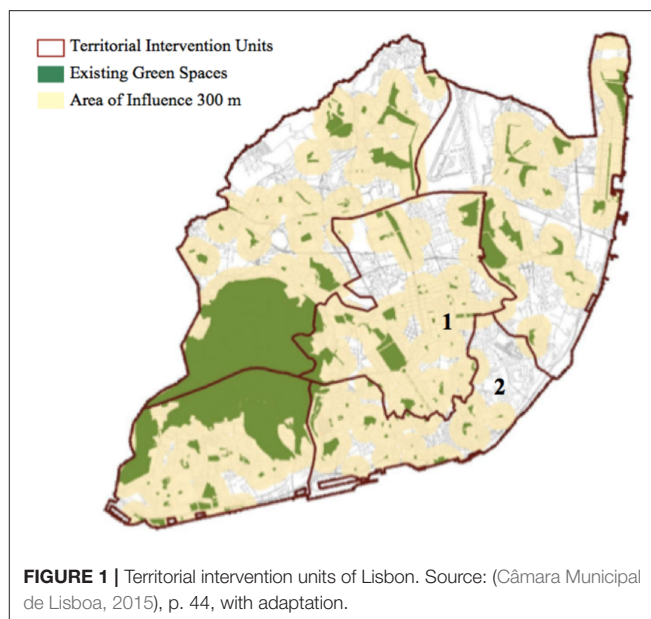 Territorial Intervention Units
Existing Green Spaces
Area of Influence 300 m
1
2
FIGURE 1 | Territorial intervention units of Lisbon. Source: (Câmara Municipal
de Lisboa, 2015), p. 44, with adaptation.